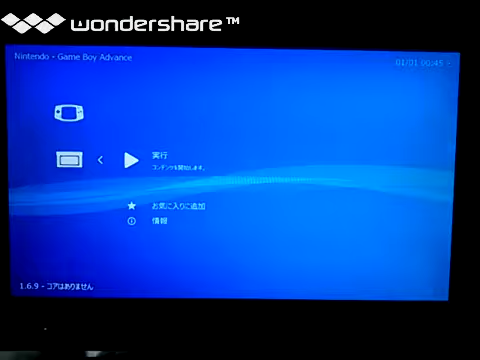 wondershare™
Nintendo - Game Boy Advance
01/01 00:45
実行
コンテンツを開始します。
お気に入りに追加
情報
1.6.9 - コアはありません